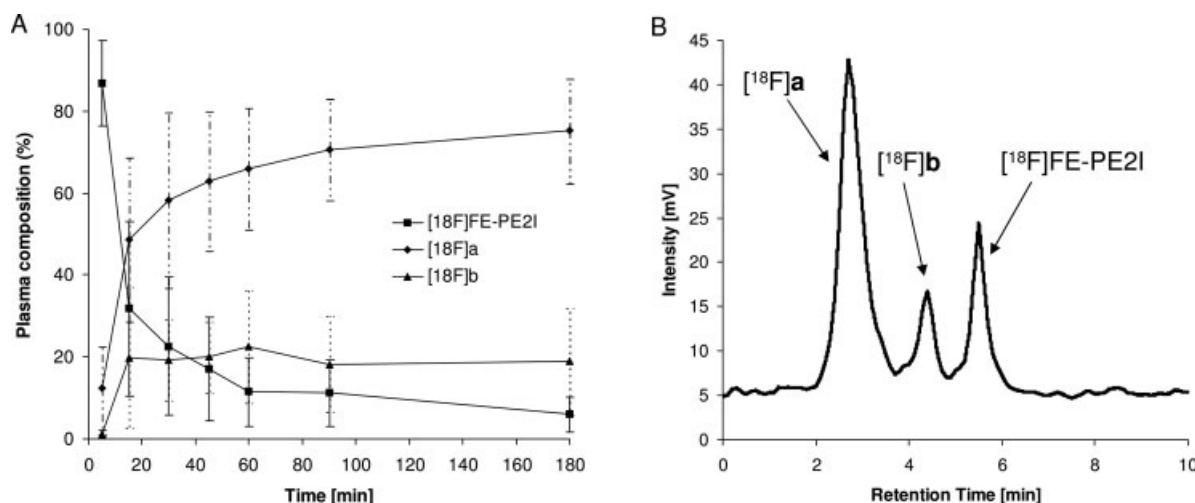 A
Plasma composition (%)
100
80
60
40
20
0
[18F]FE-PE2I
[18F]a
[18F]b
0 20 40 60 80 100 120 140 160 180
Time [min]
B
Intensity [mV]
45
40
35
30
25
20
15
10
5
0
[¹⁸F]a
[¹⁸F]b
[¹⁸F]FE-PE2I
0 2 4 6 8 10
Retention Time [min]